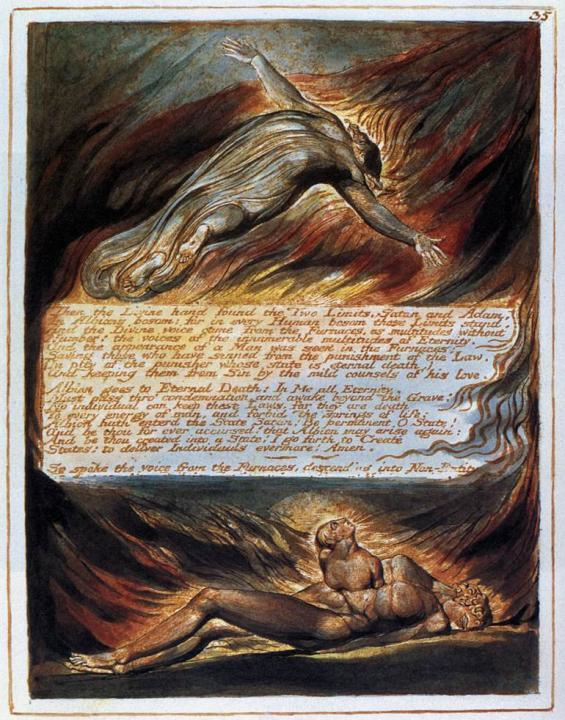 35
Then the Divine hand found the Two Limits, Satan and Adam,
In Albions bosom: for in every Human bosom those Limits stand.
And the Divine voice came from the Furnaces, as multitudes without
Number! the voices of the innumerable multitudes of Eternity.
And the appearance of a Man was seen in the Furnaces;
Saving those who have sinned from the punishment of the Law,
In pity of the punisher whose state is eternal death,
And keeping them from Sin by the mild counsels of his love.
Albion goes to Eternal Death: In Me all Eternity,
Must pass thro' condemnation, and awake beyond the Grave:
No individual can keep these Laws, for they are death
To every energy of man, and forbid the springs of life;
Albion hath enterd the State Satan! Be permanent O State!
And be thou for ever accursed! that Albion may arise again:
And be thou created into a State! I go forth to Create
States: to deliver Individuals evermore! Amen.
So spoke the voice from the Furnaces, descending into Non-Entity